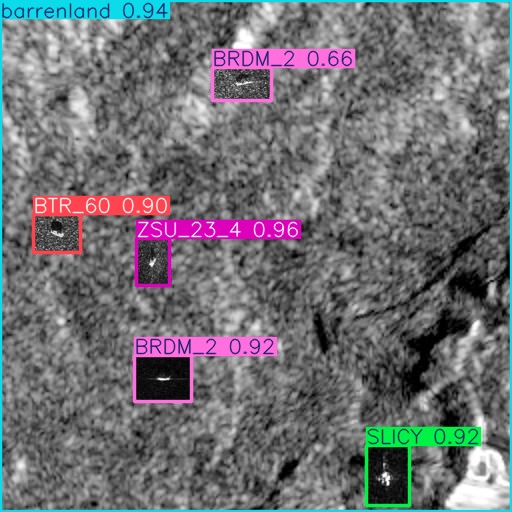 barrenland 0.94
BRDM_2 0.66
BTR_60 0.90
ZSU_23_4 0.96
BRDM_2 0.92
SLICY 0.92